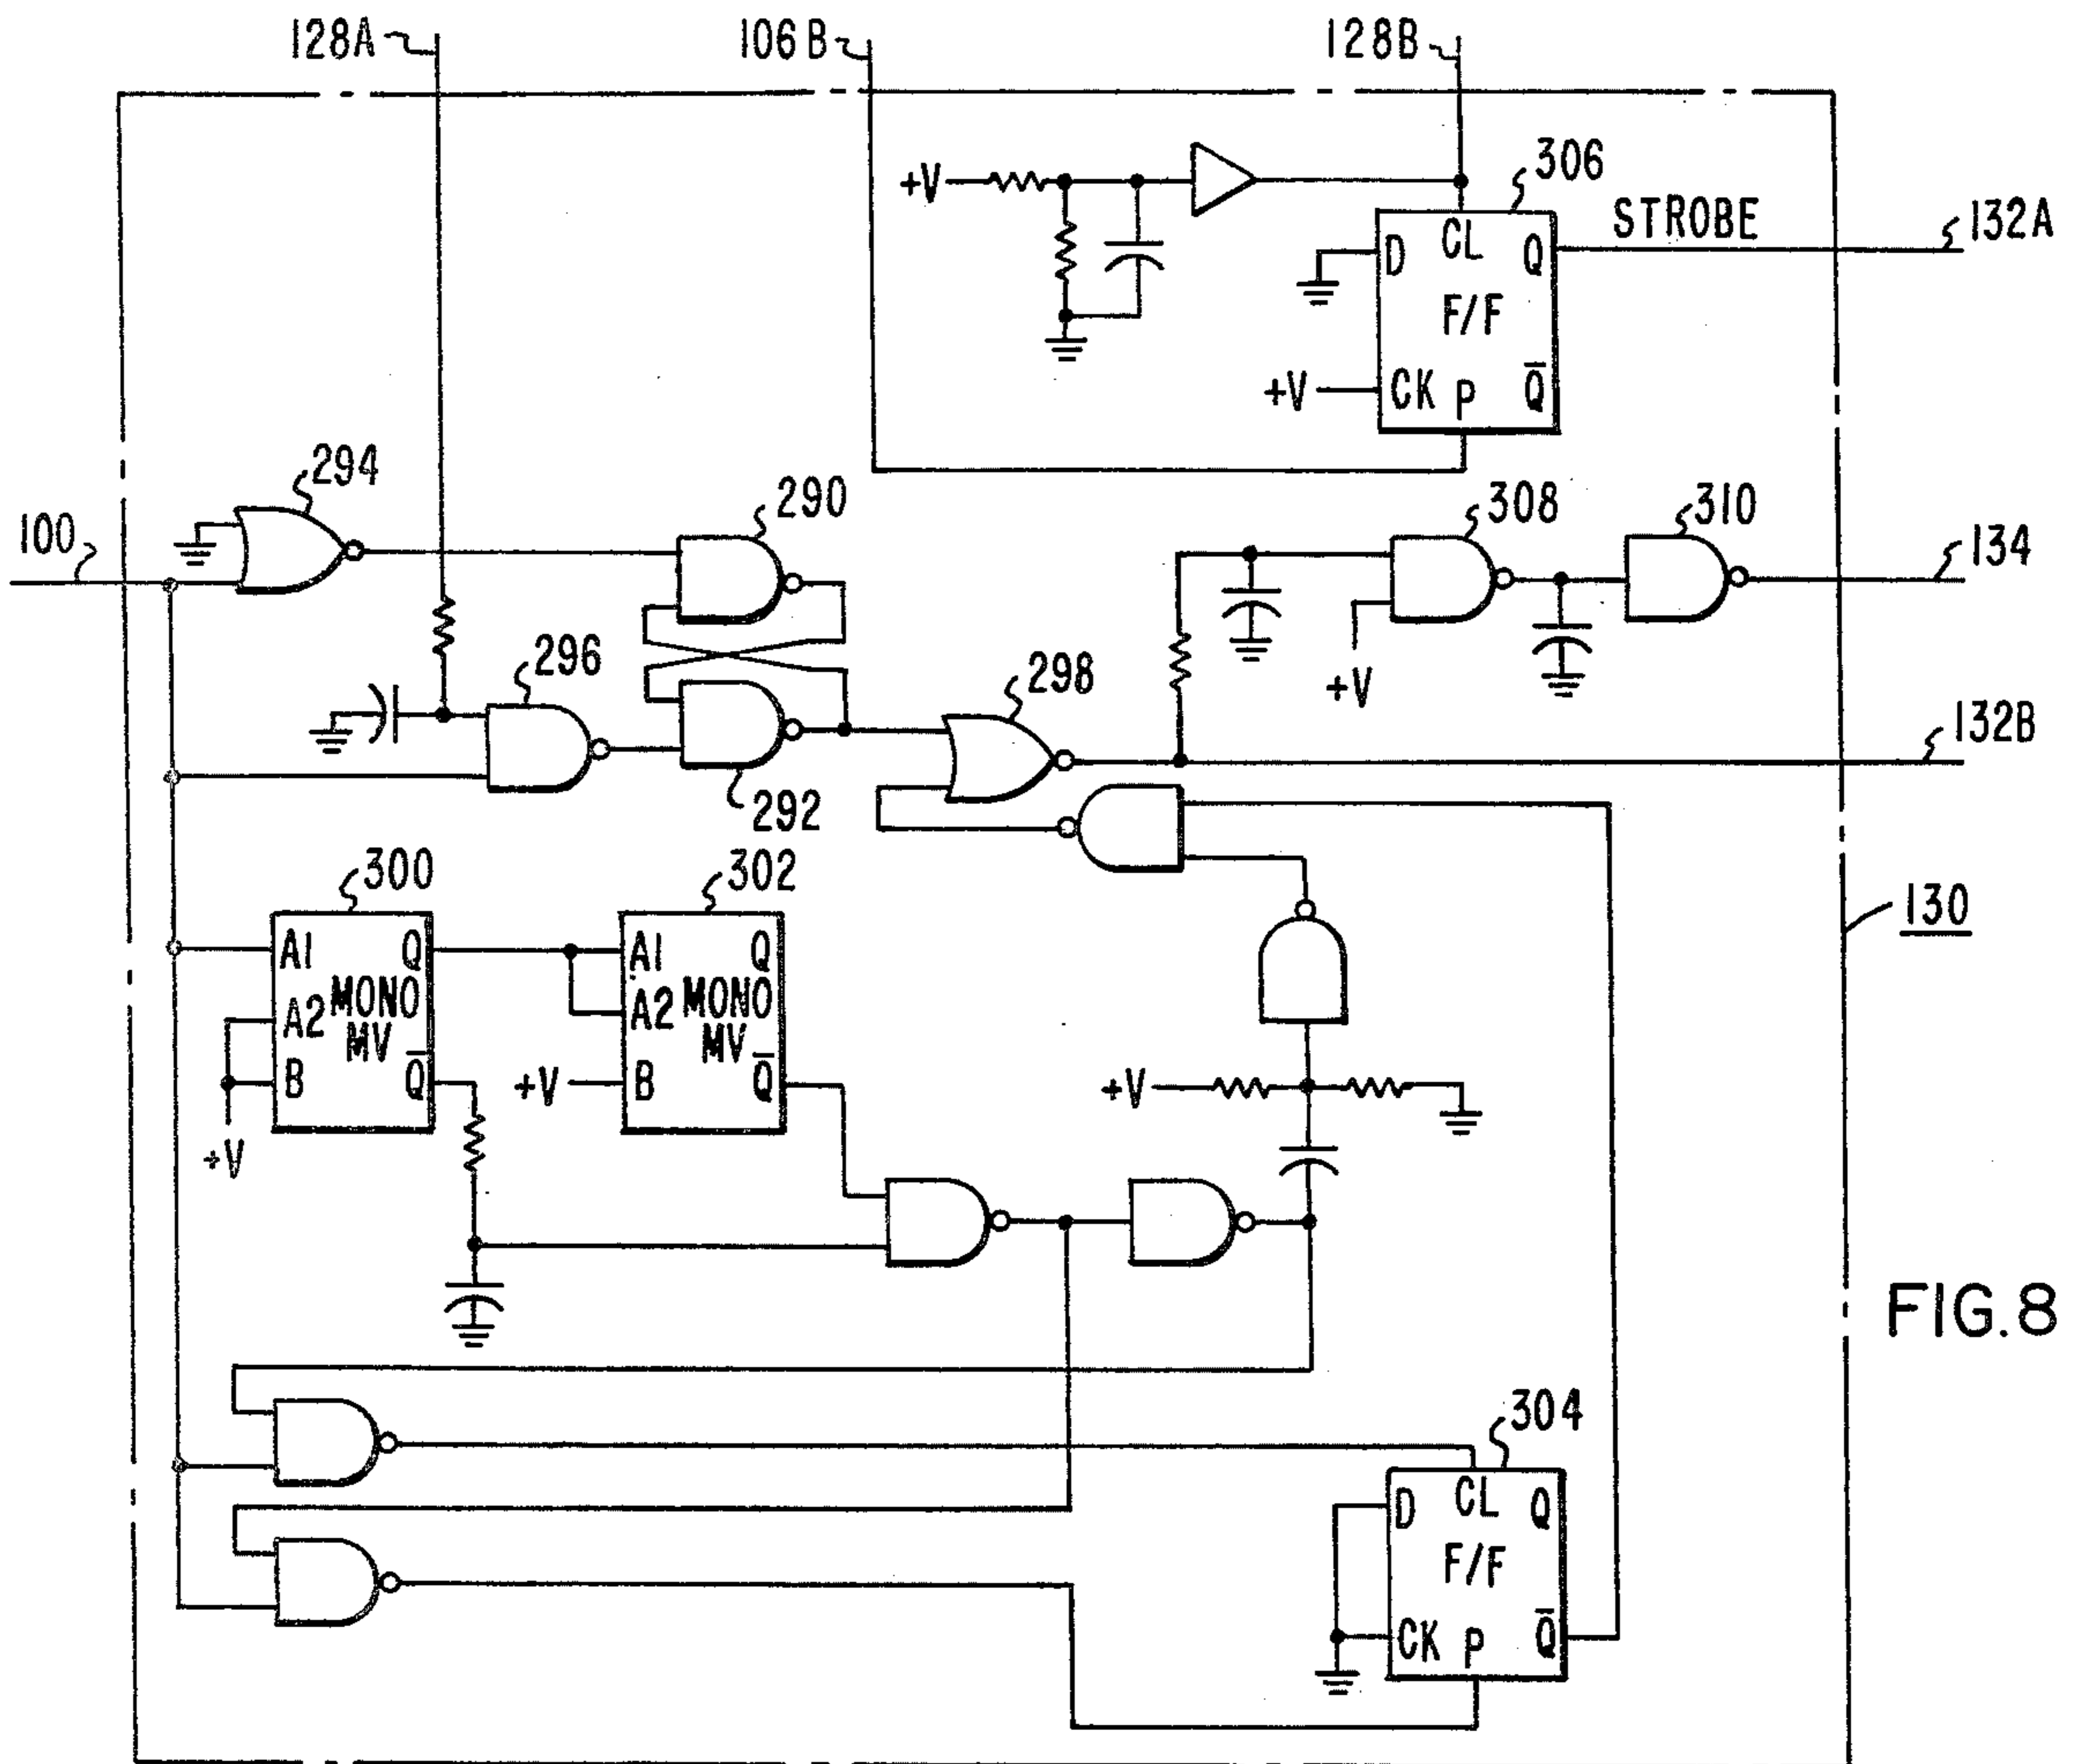 128A
106B
128B
+V
306
STROBE
132A
D
CL
Q
F/F
+V
CK
P
Q̅
294
290
308
310
100
134
296
298
+V
292
132B
300
302
130
A1
Q
A1
Q
A2
MONO
MV
A2
MONO
MV
B
Q̅
+V
B
Q̅
+V
+V
FIG. 8
304
D
CL
Q
F/F
CK
P
Q̅